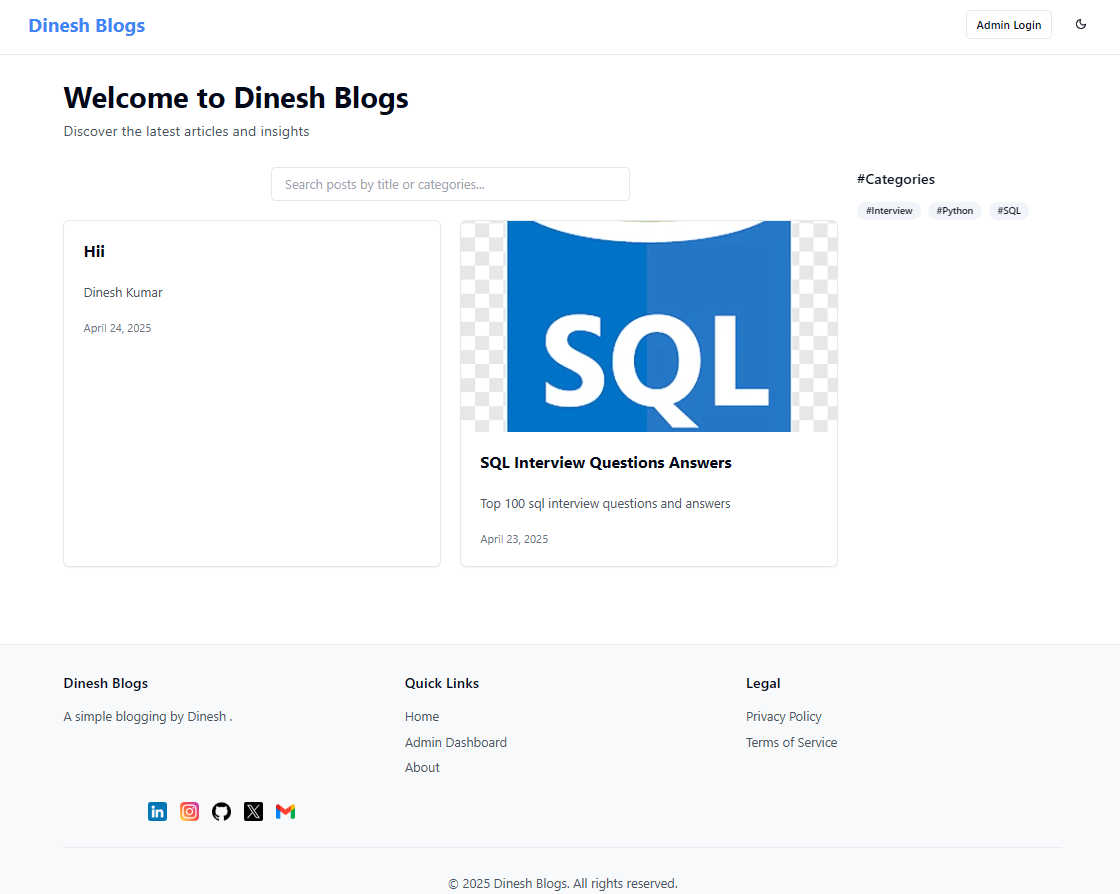 Dinesh Blogs
Admin Login
Welcome to Dinesh Blogs
Discover the latest articles and insights
Search posts by title or categories...
#Categories
#Interview #Python #SQL
Hii
Dinesh Kumar
April 24, 2025
SQL
SQL Interview Questions Answers
Top 100 sql interview questions and answers
April 23, 2025
Dinesh Blogs
A simple blogging by Dinesh .
Quick Links
Home
Admin Dashboard
About
Legal
Privacy Policy
Terms of Service
in
X
© 2025 Dinesh Blogs. All rights reserved.